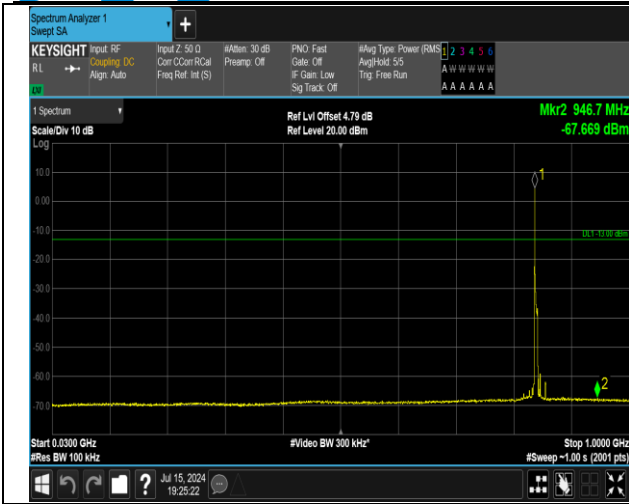 Spectrum Analyzer 1
Swept SA
+
KEYSIGHT
RL
LXI
Input: RF
Coupling: DC
Align: Auto
Input Z: 50 Ω
Corr CCorr RCal
Freq Ref: Int (S)
#Atten: 30 dB
Preamp: Off
PNO: Fast
Gate: Off
IF Gain: Low
Sig Track: Off
#Avg Type: Power (RMS
Avg|Hold: 5/5
Trig: Free Run
1 2 3 4 5 6
A W W W W W
A A A A A A
1 Spectrum
Scale/Div 10 dB
Log
Ref Lvl Offset 4.79 dB
Ref Level 20.00 dBm
Mkr2 946.7 MHz
-67.669 dBm
10.0
0.00
-10.0
-20.0
-30.0
-40.0
-50.0
-60.0
-70.0
1
DL1 -13.00 dBm
2
Start 0.0300 GHz
#Res BW 100 kHz
#Video BW 300 kHz*
Stop 1.0000 GHz
#Sweep ~1.00 s (2001 pts)
?
Jul 15, 2024
19:25:22